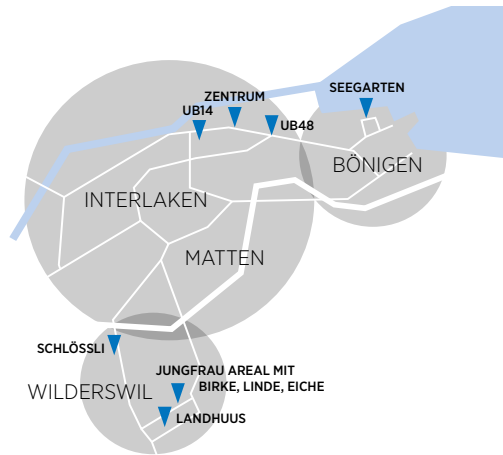 SEEGARTEN
ZENTRUM
UB14
UB48
BÖNIGEN
INTERLAKEN
MATTEN
SCHLÖSSLI
JUNGFRAU AREAL MIT
BIRKE, LINDE, EICHE
WILDERSWIL
LANDHUUS